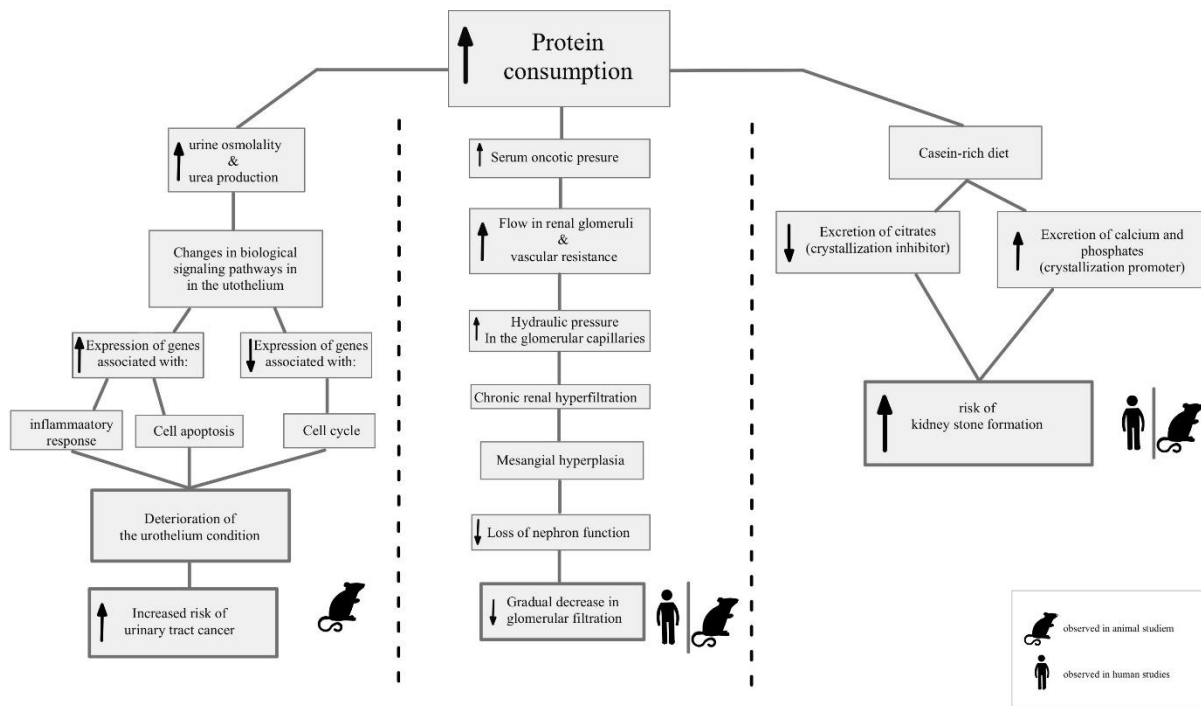 Protein
consumption
urine osmolality
&
urea production
Changes in biological
signaling pathways in
in the utothelium
Expression of genes
associated with:
Expression of genes
associated with:
inflammaatory
response
Cell apoptosis
Cell cycle
Deterioration of
the urothelium condition
Increased risk of
urinary tract cancer
Serum oncotic presure
Flow in renal glomeruli
&
vascular resistance
Hydraulic pressure
In the glomerular capillaries
Chronic renal hyperfiltration
Mesangial hyperplasia
Loss of nephron function
Gradual decrease in
glomerular filtration
Casein-rich diet
Excretion of citrates
(crystallization inhibitor)
Excretion of calcium and
phosphates
(crystallization promoter)
risk of
kidney stone formation
observed in animal studiem
observed in human studies